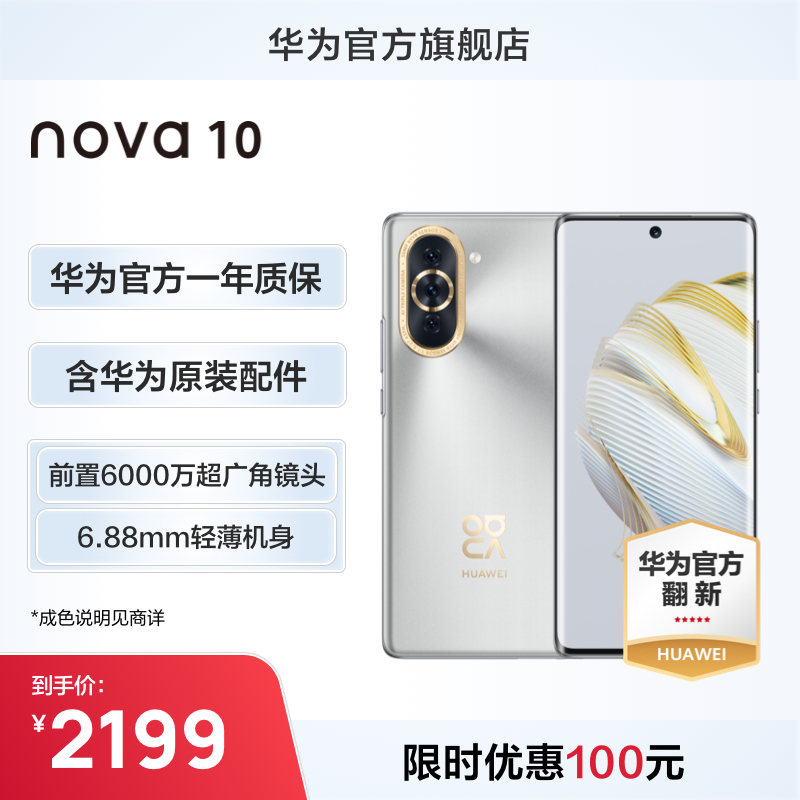 华为官方旗舰店
nova 10
华为官方一年质保
含华为原装配件
前置6000万超广角镜头
6.88mm轻薄机身
*成色说明见商详
HUAWEI
华为官方
翻新
HUAWEI
到手价：
¥2199
限时优惠100元